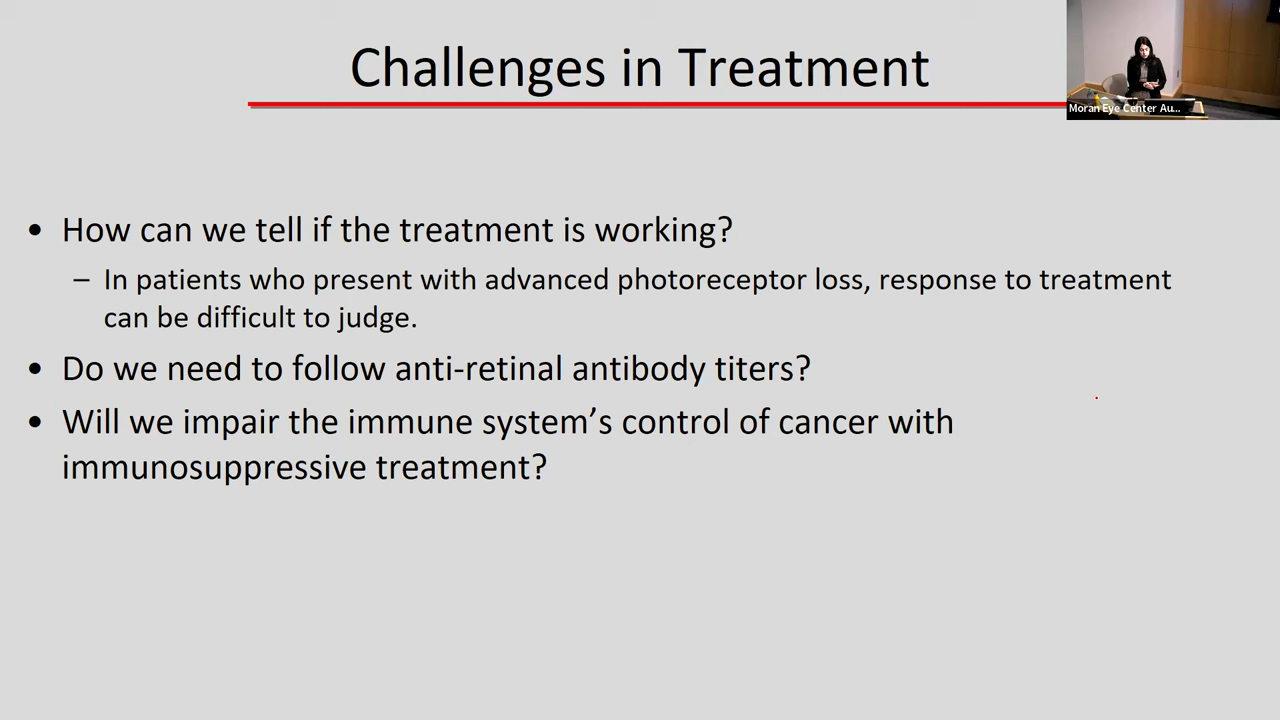 Challenges in Treatment
Moran Eye Center Au...
• How can we tell if the treatment is working?
– In patients who present with advanced photoreceptor loss, response to treatment
can be difficult to judge.
• Do we need to follow anti-retinal antibody titers?
• Will we impair the immune system’s control of cancer with
immunosuppressive treatment?